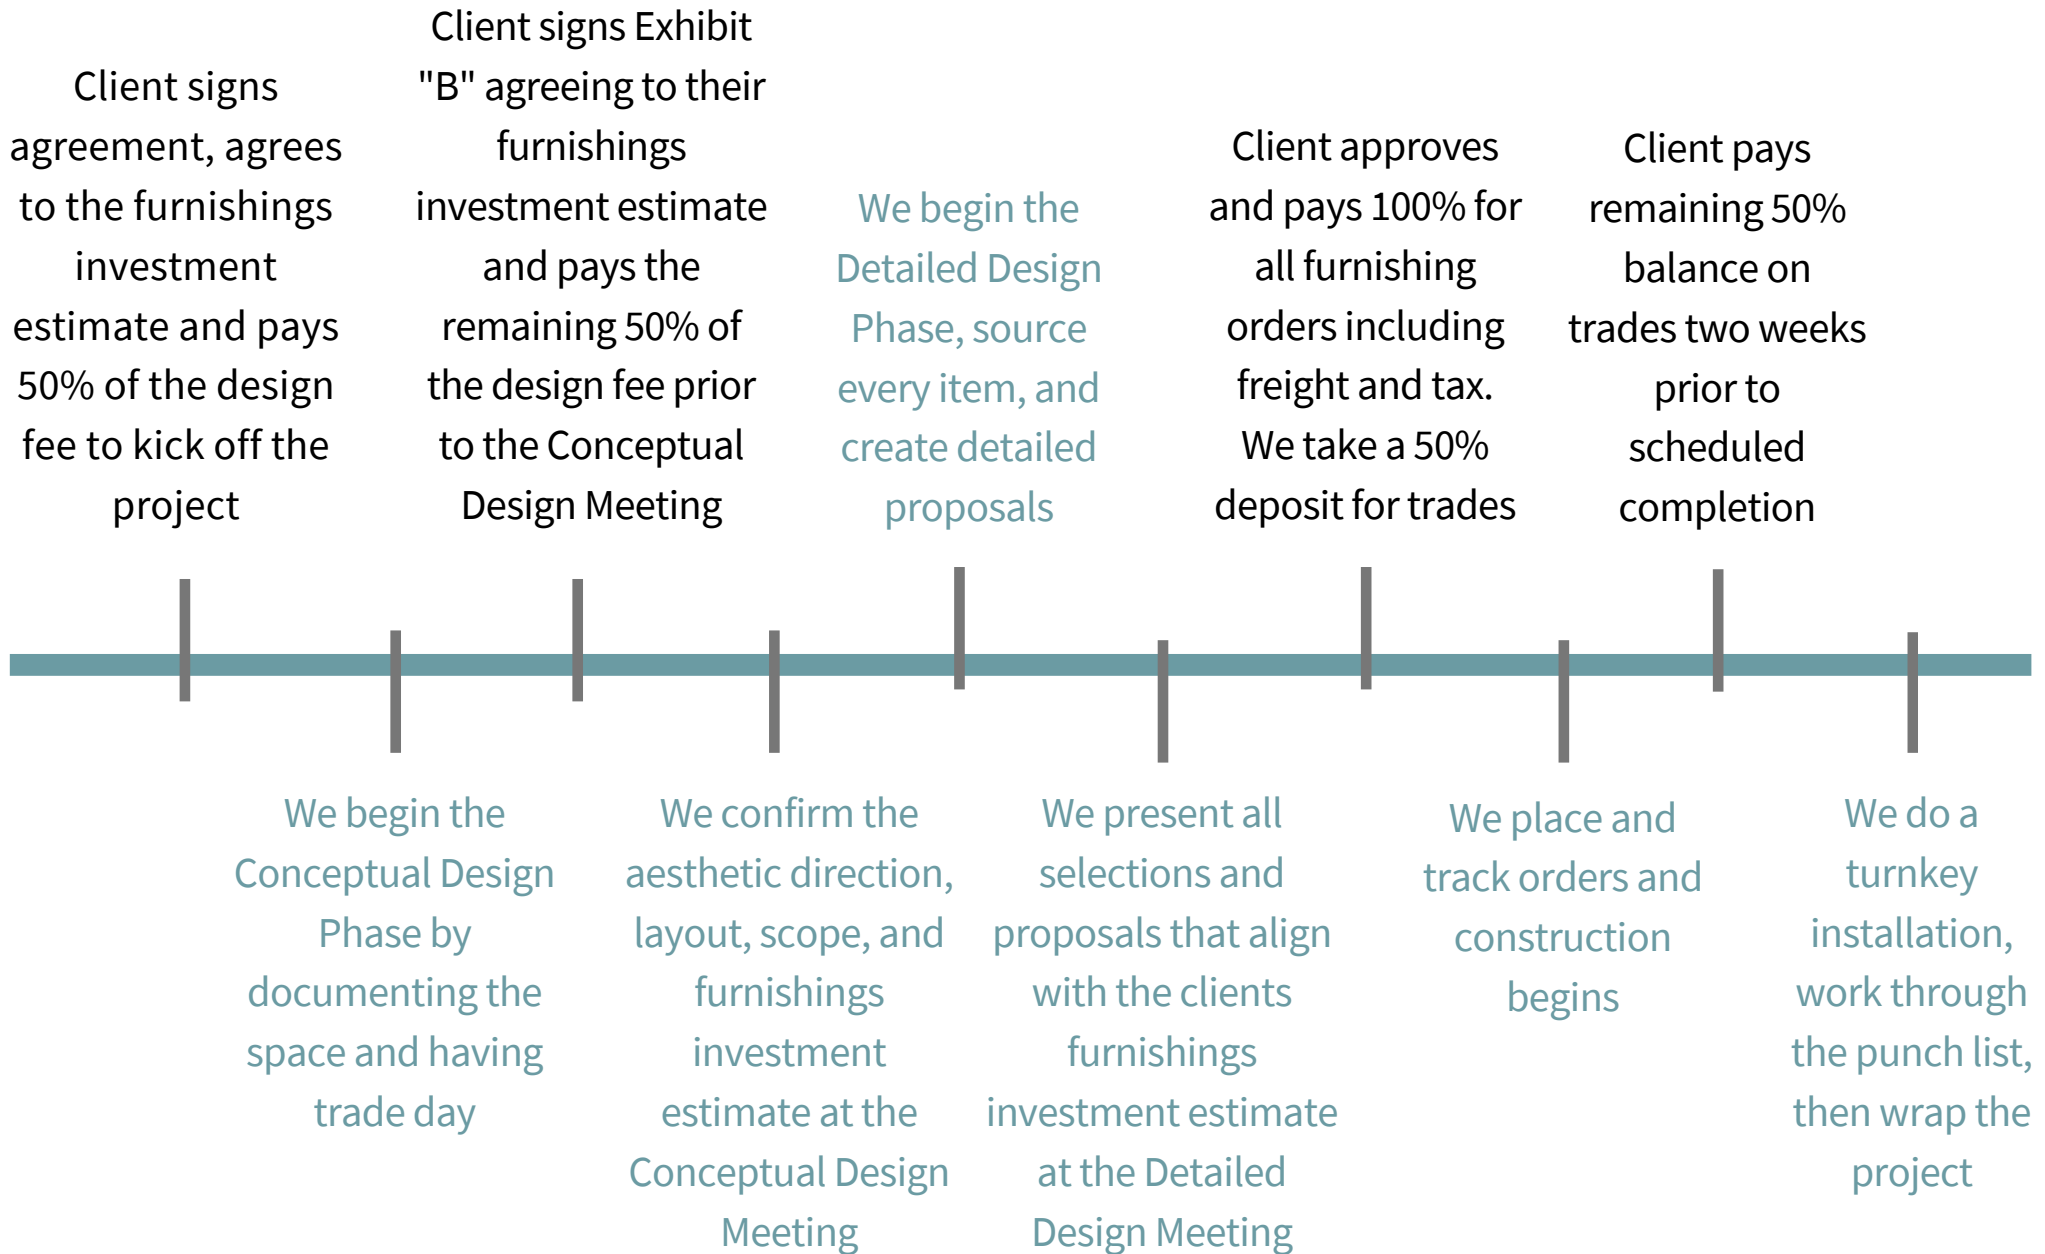 Client signs
agreement, agrees
to the furnishings
investment
estimate and pays
50% of the design
fee to kick off the
project
We begin the
Conceptual Design
Phase by
documenting the
space and having
trade day
Client signs Exhibit
"B" agreeing to their
furnishings
investment estimate
and pays the
remaining 50% of
the design fee prior
to the Conceptual
Design Meeting
We confirm the
aesthetic direction,
layout, scope, and
furnishings
investment
estimate at the
Conceptual Design
Meeting
We begin the
Detailed Design
Phase, source
every item, and
create detailed
proposals
We present all
selections and
proposals that align
with the clients
furnishings
investment estimate
at the Detailed
Design Meeting
Client approves
and pays 100% for
all furnishing
orders including
freight and tax.
We take a 50%
deposit for trades
We place and
track orders and
construction
begins
Client pays
remaining 50%
balance on
trades two weeks
prior to
scheduled
completion
We do a
turnkey
installation,
work through
the punch list,
then wrap the
project